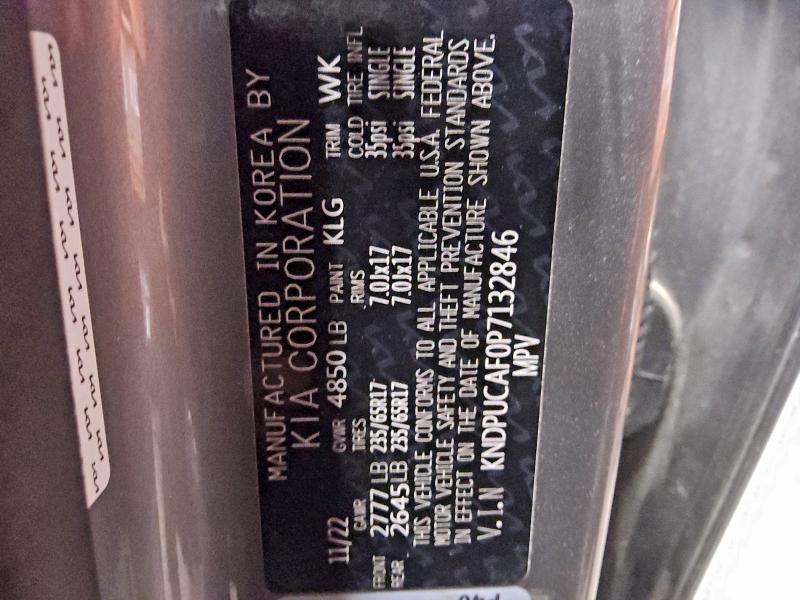 MANUFACTURED IN KOREA BY
KIA CORPORATION
11/22 GVWR 4850 LB PAINT KLG TRIM WK
GAWR TIRES RIMS COLD TIRE INFL
FRONT 2777 LB 235/65R17 7.0Jx17 35psi SINGLE
REAR 2645LB 235/65R17 7.0Jx17 35psi SINGLE
THIS VEHICLE CONFORMS TO ALL APPLICABLE U.S.A. FEDERAL
MOTOR VEHICLE SAFETY AND THEFT PREVENTION STANDARDS
IN EFFECT ON THE DATE OF MANUFACTURE SHOWN ABOVE.
V.I.N KNDPUCAF0P7132846
MPV